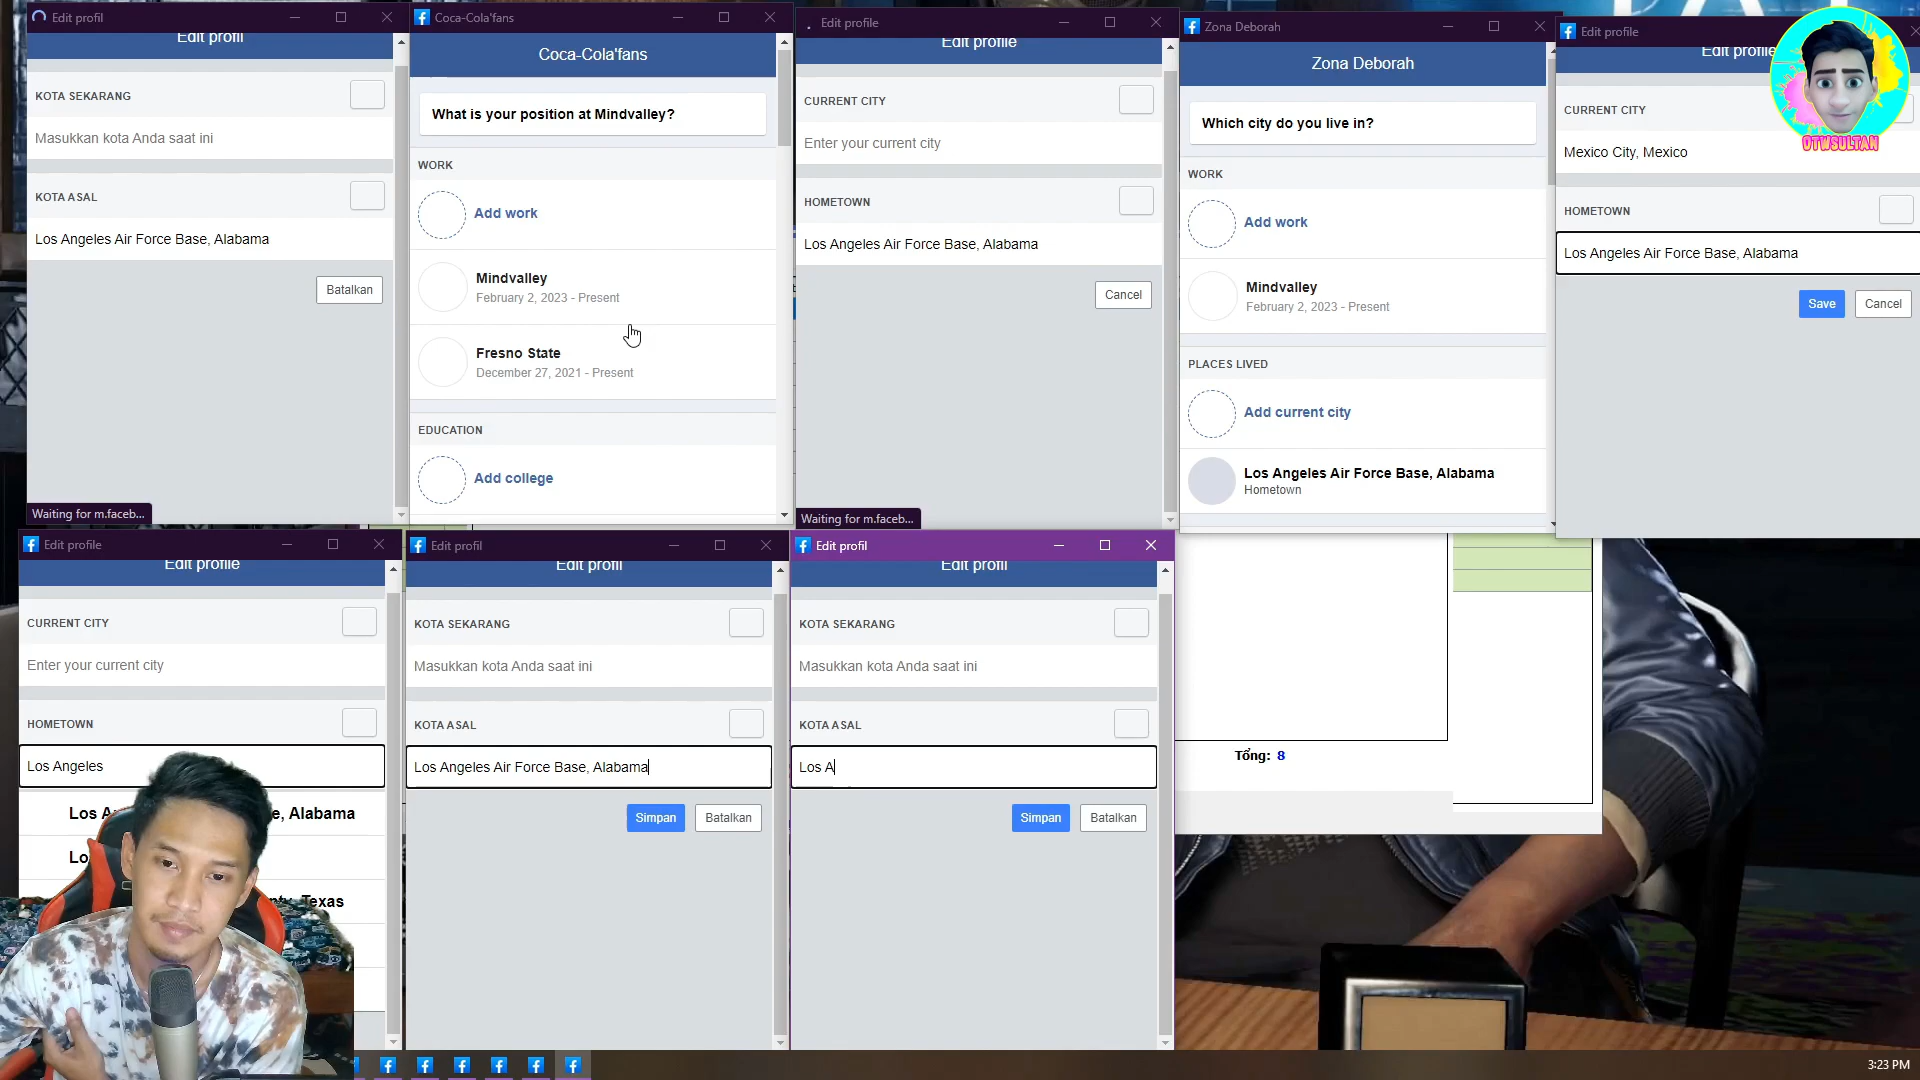 Edit profil
Edit profil
KOTA SEKARANG
Masukkan kota Anda saat ini
KOTA ASAL
Los Angeles Air Force Base, Alabama
Batalkan
Waiting for m.faceb...
Coca-Cola'fans
Coca-Cola'fans
What is your position at Mindvalley?
WORK
Add work
Mindvalley
February 2, 2023 - Present
Fresno State
December 27, 2021 - Present
EDUCATION
Add college
Edit profile
Edit profile
CURRENT CITY
Enter your current city
HOMETOWN
Los Angeles Air Force Base, Alabama
Cancel
Waiting for m.faceb...
Zona Deborah
Zona Deborah
Which city do you live in?
WORK
Add work
Mindvalley
February 2, 2023 - Present
PLACES LIVED
Add current city
Los Angeles Air Force Base, Alabama
Hometown
Edit profile
Edit profile
CURRENT CITY
Mexico City, Mexico
HOMETOWN
Los Angeles Air Force Base, Alabama
Save
Cancel
OTWSULTAN
Edit profile
Edit profile
CURRENT CITY
Enter your current city
HOMETOWN
Los Angeles
Alabama
Texas
Edit profil
Edit profil
KOTA SEKARANG
Masukkan kota Anda saat ini
KOTA ASAL
Los Angeles Air Force Base, Alabama
Simpan
Batalkan
Edit profil
Edit profil
KOTA SEKARANG
Masukkan kota Anda saat ini
KOTA ASAL
Los A
Simpan
Batalkan
Tổng: 8
3:23 PM